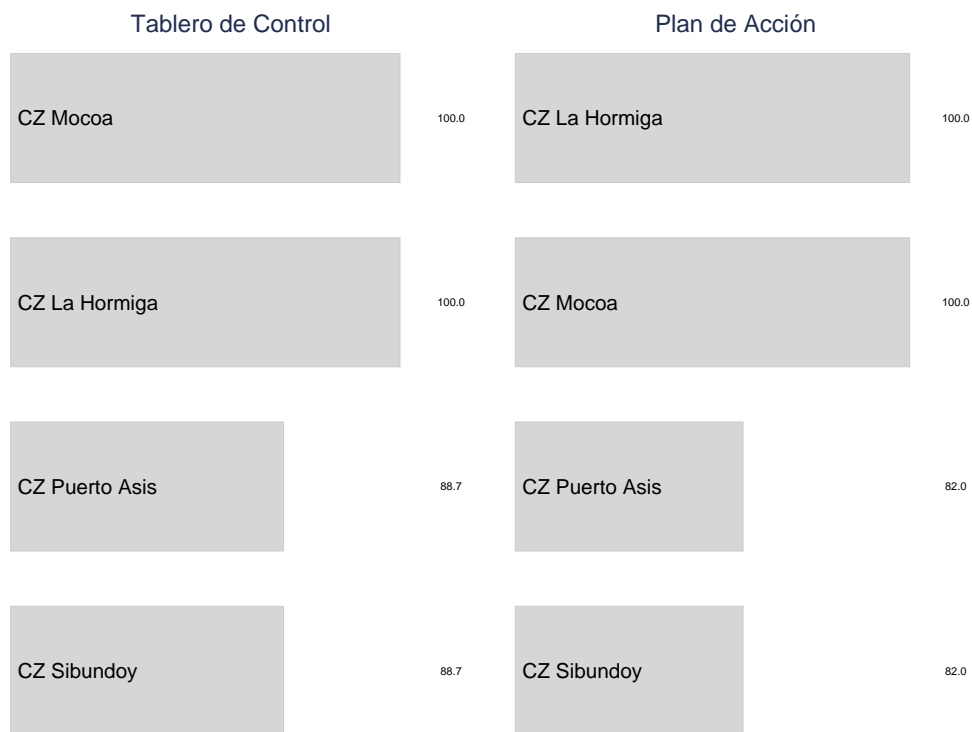 Tablero de Control
CZ Mocoa 100.0
CZ La Hormiga 100.0
CZ Puerto Asis 88.7
CZ Sibundoy 88.7
Plan de Acción
CZ La Hormiga 100.0
CZ Mocoa 100.0
CZ Puerto Asis 82.0
CZ Sibundoy 82.0